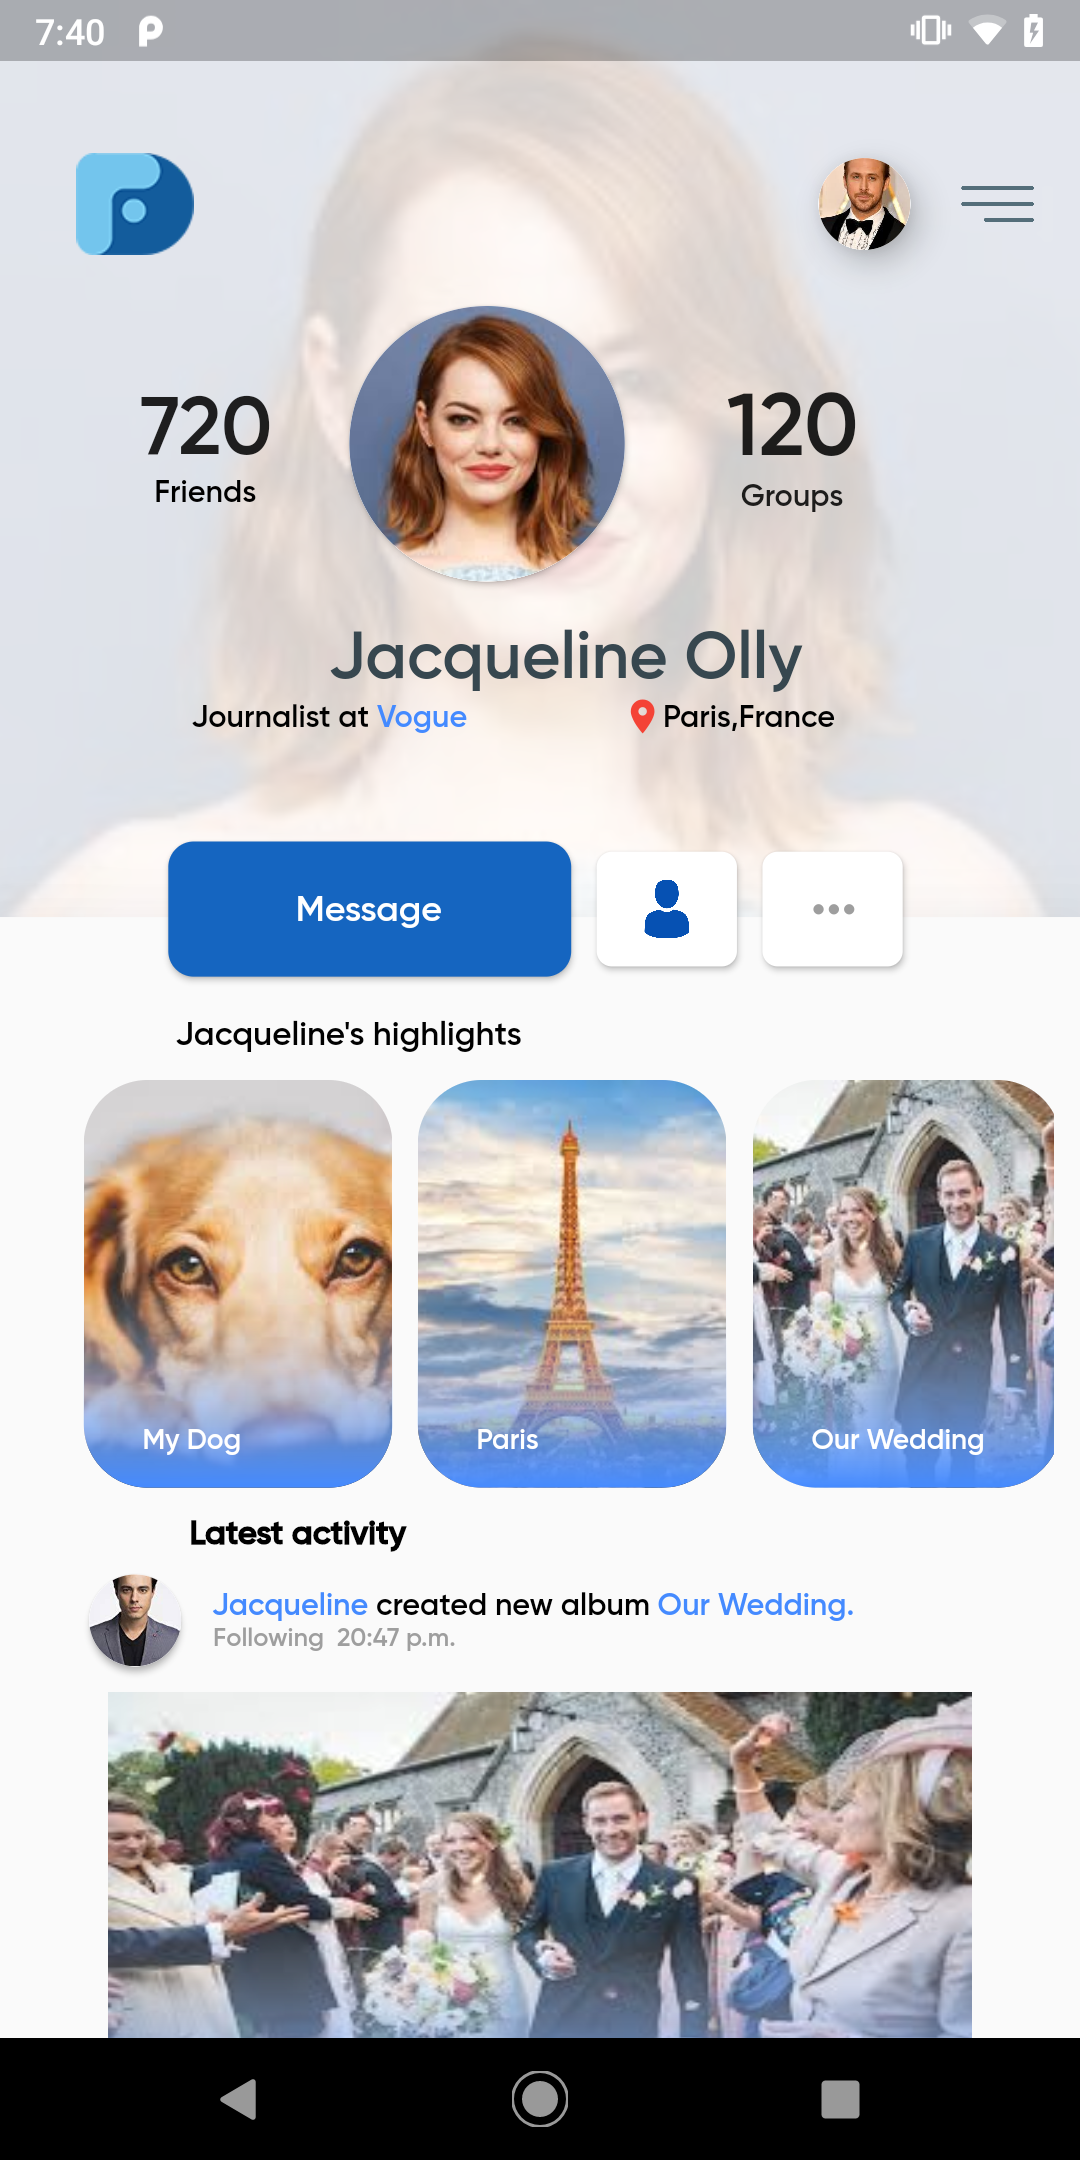 7:40
720
Friends
120
Groups
Jacqueline Olly
Journalist at Vogue
Paris,France
Message
Jacqueline's highlights
My Dog
Paris
Our Wedding
Latest activity
Jacqueline created new album Our Wedding.
Following 20:47 p.m.